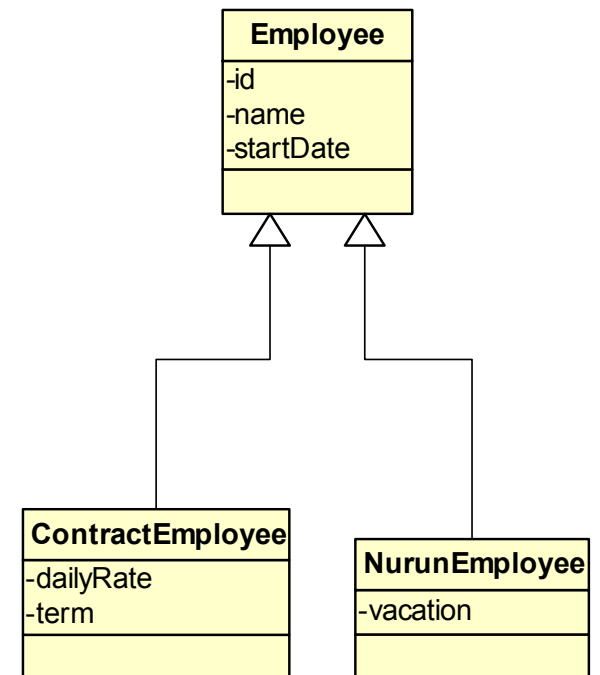 Employee
-id
-name
-startDate
ContractEmployee
-dailyRate
-term
NurunEmployee
-vacation